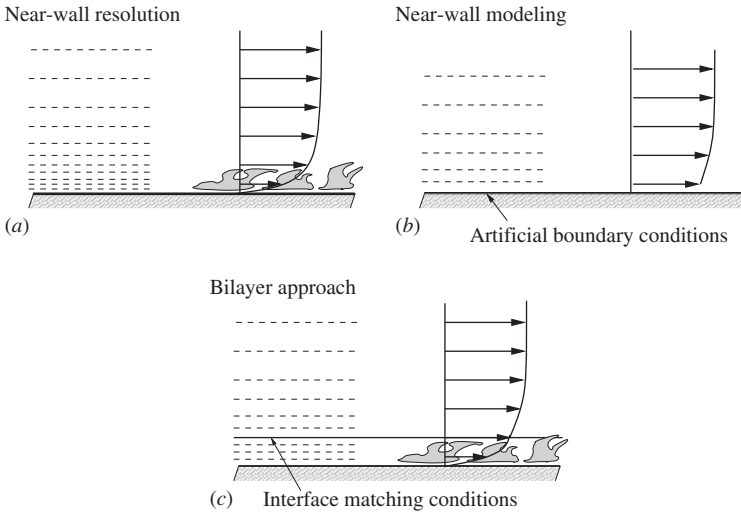 Near-wall resolution
Near-wall modeling
(a)
(b)
Artificial boundary conditions
Bilayer approach
(c)
Interface matching conditions